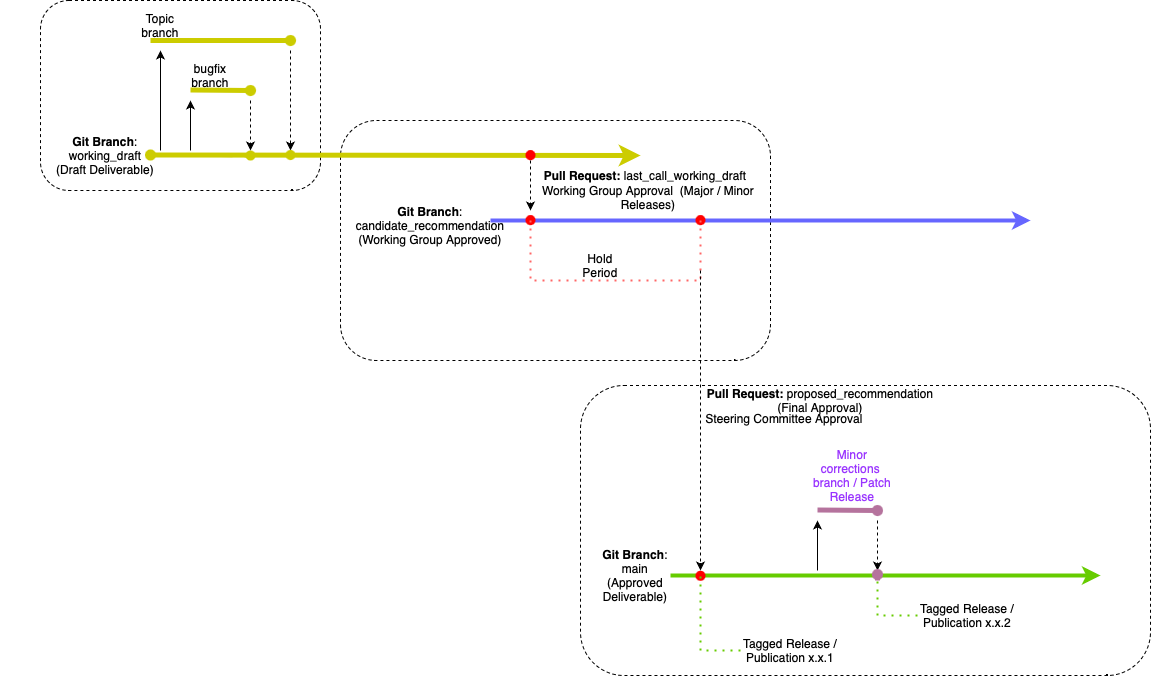 Topic
branch
bugfix
branch
Git Branch:
working_draft
(Draft Deliverable)
Pull Request: last_call_working_draft
Working Group Approval  (Major / Minor
Releases)
Git Branch:
candidate_recommendation
(Working Group Approved)
Hold
Period
Pull Request: proposed_recommendation
(Final Approval)
Steering Committee Approval
Minor
corrections
branch / Patch
Release
Git Branch:
main
(Approved
Deliverable)
Tagged Release /
Publication x.x.2
Tagged Release /
Publication x.x.1